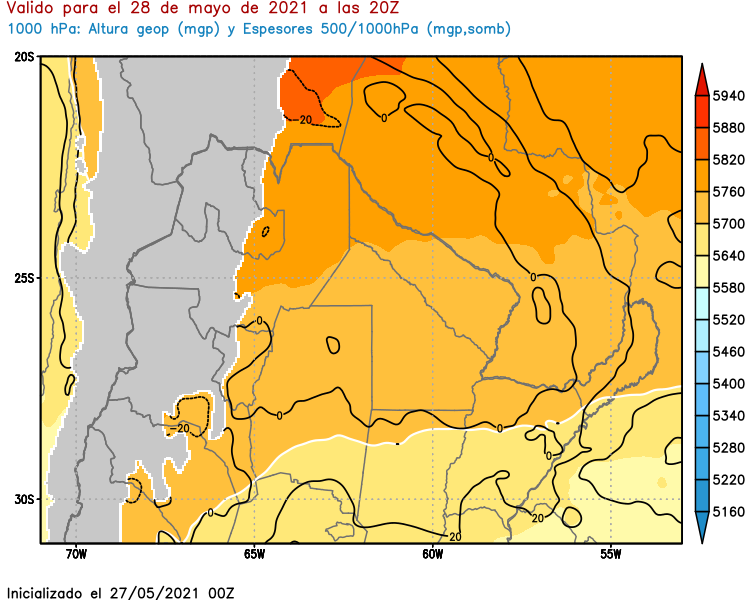 Valido para el 28 de mayo de 2021 a las 20Z
1000 hPa: Altura geop (mgp) y Espesores 500/1000hPa (mgp,somb)
20S
25S
30S
70W
65W
60W
55W
-20
0
0
0
0
0
0
0
-20
0
0
20
20
5940
5880
5820
5760
5700
5640
5580
5520
5460
5400
5340
5280
5220
5160
Inicializado el 27/05/2021 00Z